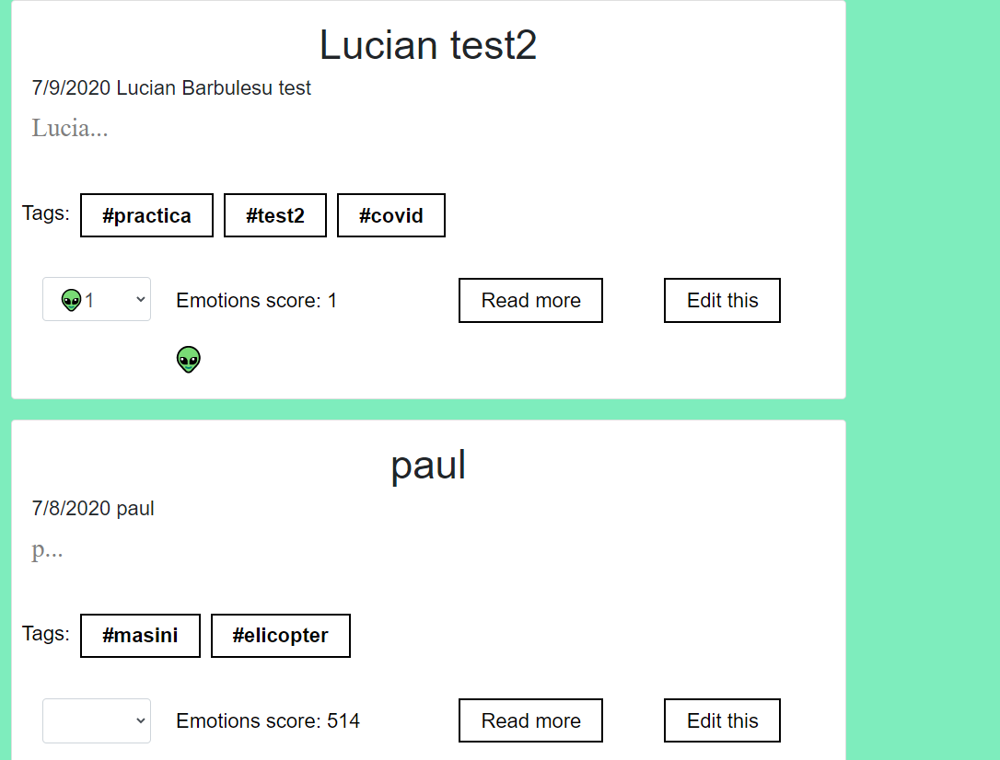 Lucian test2
7/9/2020 Lucian Barbulesu test
Lucia...
Tags: #practica #test2 #covid
👽1 Emotions score: 1 Read more Edit this
👽
paul
7/8/2020 paul
p...
Tags: #masini #elicopter
Emotions score: 514 Read more Edit this